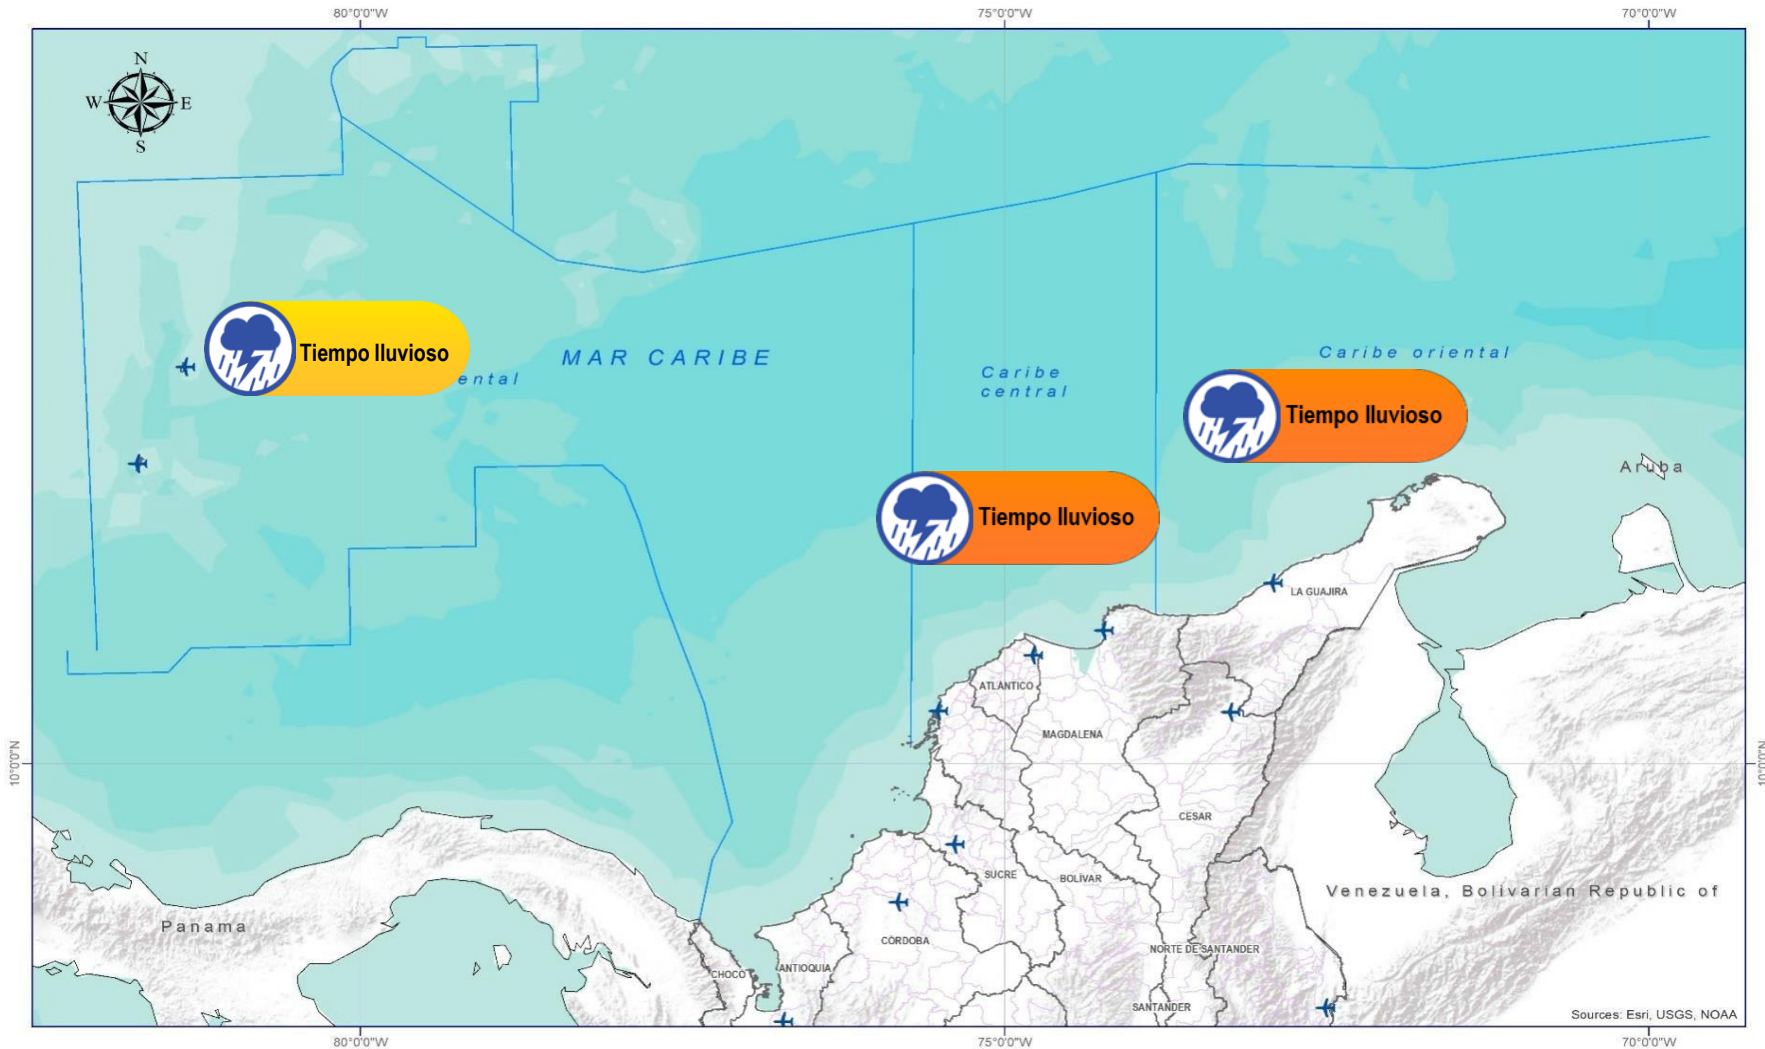 80°0'0"W
75°0'0"W
70°0'0"W
N
W
E
S
Tiempo lluvioso
ental
MAR CARIBE
Caribe
central
Caribe oriental
Tiempo lluvioso
Tiempo lluvioso
Aruba
LA GUAJIRA
ATLANTICO
MAGDALENA
10°0'0"N
10°0'0"N
CESAR
SUCRE
BOLÍVAR
Venezuela, Bolivarian Republic of
Panama
CÓRDOBA
NORTE DE SANTANDER
CHOCO
ANTIOQUIA
SANTANDER
Sources: Esri, USGS, NOAA
80°0'0"W
75°0'0"W
70°0'0"W